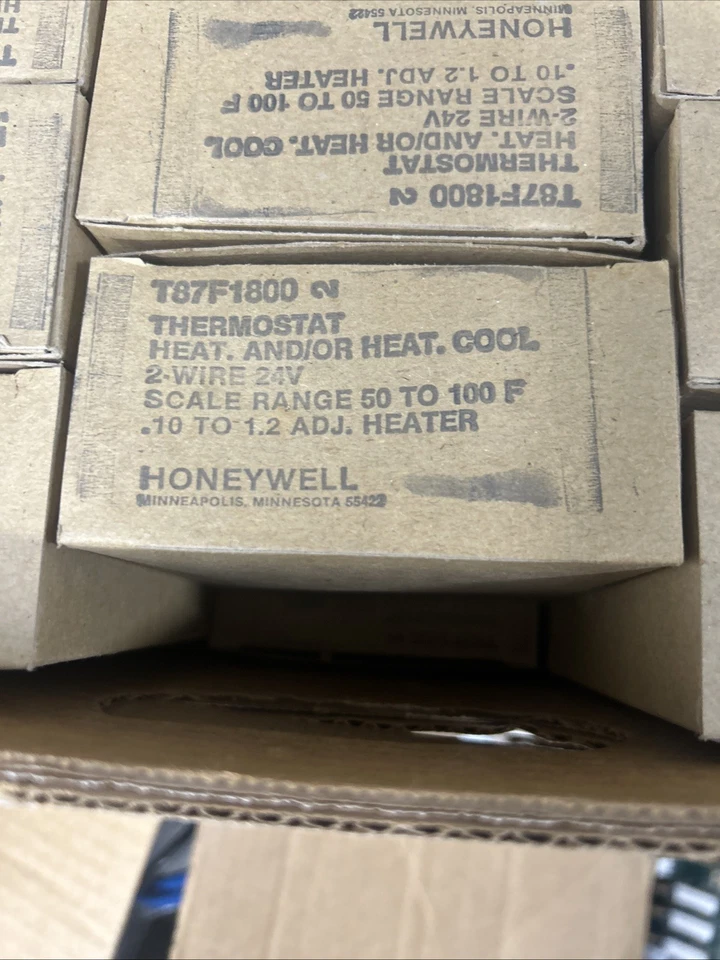 MINNEAPOLIS, MINNESOTA 55422
HONEYWELL
.10 TO 1.2 ADJ. HEATER
SCALE RANGE 50 TO 100 F
2-WIRE 24V
HEAT. AND/OR HEAT. COOL
THERMOSTAT
T87F1800 2
T87F1800 2
THERMOSTAT
HEAT. AND/OR HEAT. COOL
2-WIRE 24V
SCALE RANGE 50 TO 100 F
.10 TO 1.2 ADJ. HEATER
HONEYWELL
MINNEAPOLIS, MINNESOTA 55422